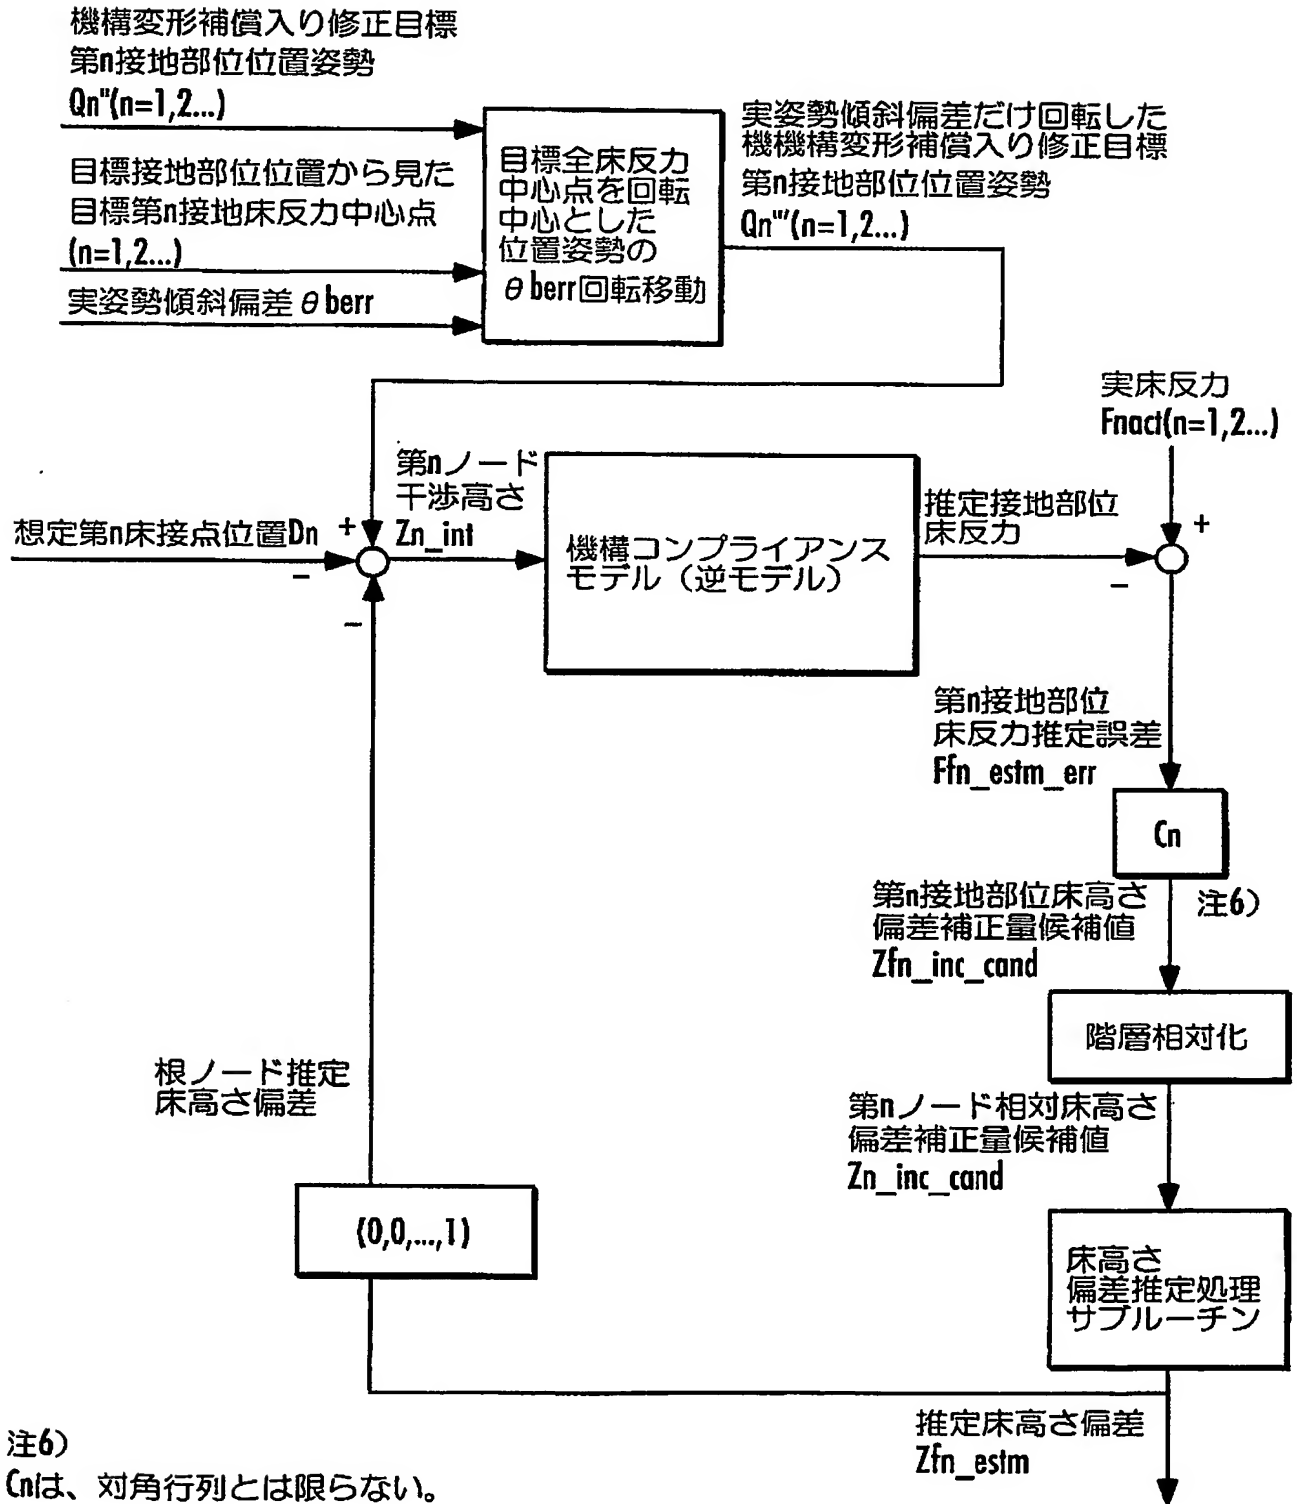 機構変形補償入り修正目標
第n接地部位位置姿勢
Qn"(n=1,2...)
目標接地部位位置から見た
目標第n接地床反力中心点
(n=1,2...)
実姿勢傾斜偏差θberr
目標全床反力
中心点を回転
中心とした
位置姿勢の
θberr回転移動
実姿勢傾斜偏差だけ回転した
機機構変形補償入り修正目標
第n接地部位位置姿勢
Qn'"(n=1,2...)
実床反力
Fnact(n=1,2...)
第nノード
干渉高さ
Zn_int
想定第n床接点位置Dn
+
−
−
機構コンプライアンス
モデル（逆モデル）
推定接地部位
床反力
+
−
第n接地部位
床反力推定誤差
Ffn_estm_err
Cn
注6）
第n接地部位床高さ
偏差補正量候補値
Zfn_inc_cand
階層相対化
根ノード推定
床高さ偏差
第nノード相対床高さ
偏差補正量候補値
Zn_inc_cand
(0,0,...,1)
床高さ
偏差推定処理
サブルーチン
推定床高さ偏差
Zfn_estm
注6）
Cnは、対角行列とは限らない。